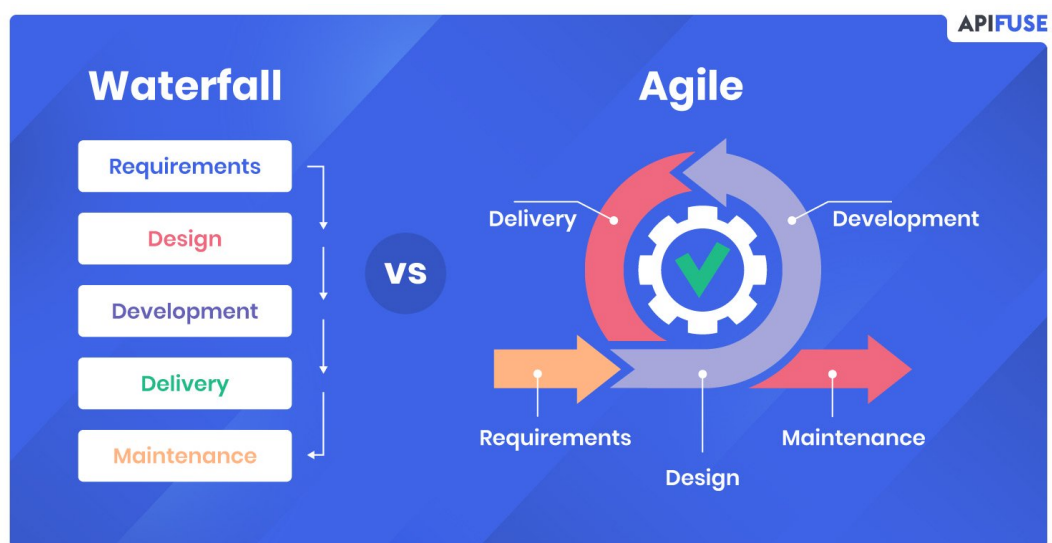 APIFUSE
Waterfall
Requirements
Design
Development
Delivery
Maintenance
VS
Agile
Delivery
Development
Requirements
Design
Maintenance